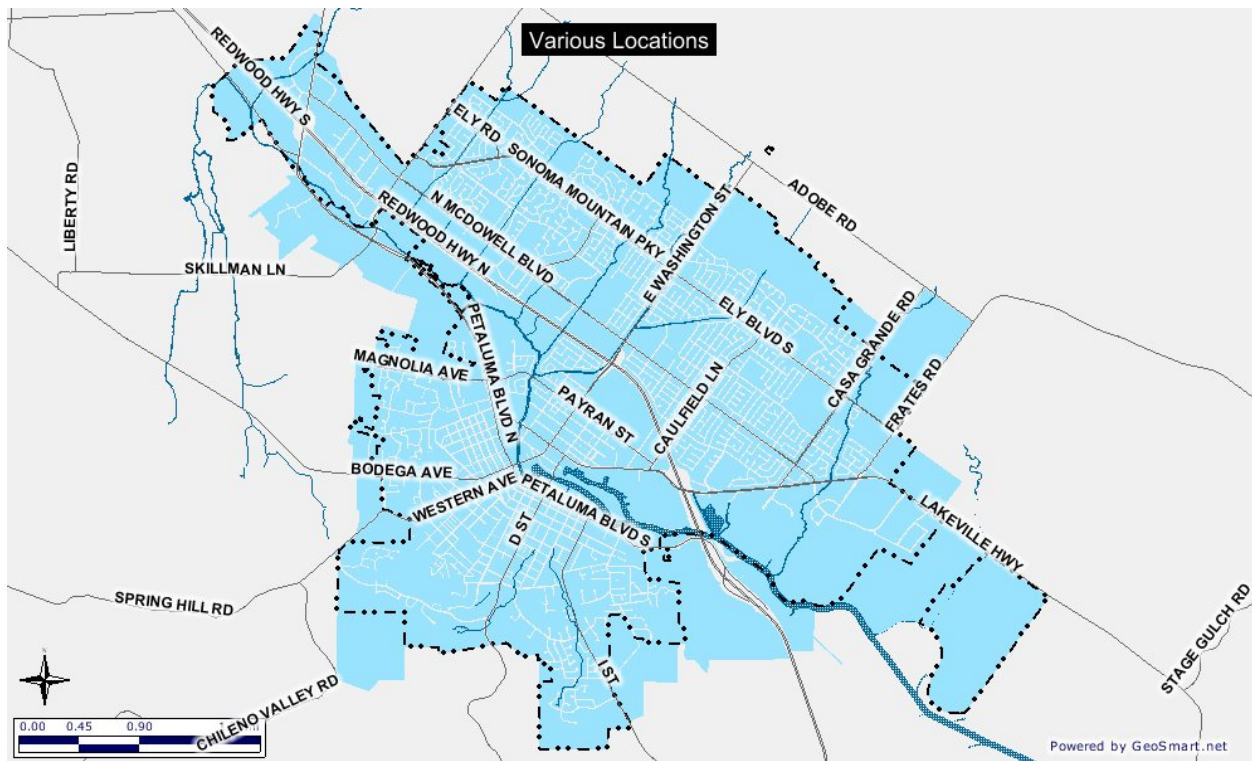 Various Locations
REDWOOD HWY S
ELY RD
SONOMA MOUNTAIN PKY
ADOBE RD
LIBERTY RD
N MCDOWELL BLVD
REDWOOD HWY N
E WASHINGTON ST
SKILLMAN LN
ELY BLVD S
CASA GRANDE RD
PETALUMA BLVD N
MAGNOLIA AVE
FRATES RD
PAYRAN ST
CAULFIELD LN
BODEGA AVE
WESTERN AVE
PETALUMA BLVD S
D ST
LAKEVILLE HWY
SPRING HILL RD
STAGE GULCH RD
I ST
CHILENO VALLEY RD
0.00 0.45 0.90
Powered by GeoSmart.net